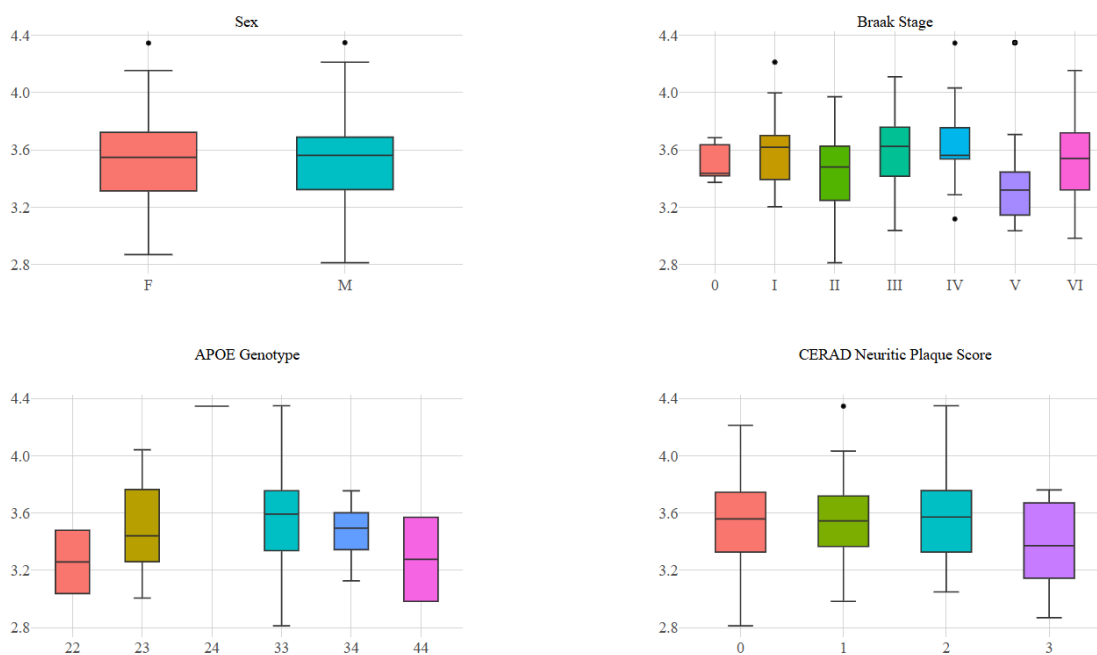 Sex
4.4
4.0
3.6
3.2
2.8
F M
Braak Stage
4.4
4.0
3.6
3.2
2.8
0 I II III IV V VI
APOE Genotype
4.4
4.0
3.6
3.2
2.8
22 23 24 33 34 44
CERAD Neuritic Plaque Score
4.4
4.0
3.6
3.2
2.8
0 1 2 3